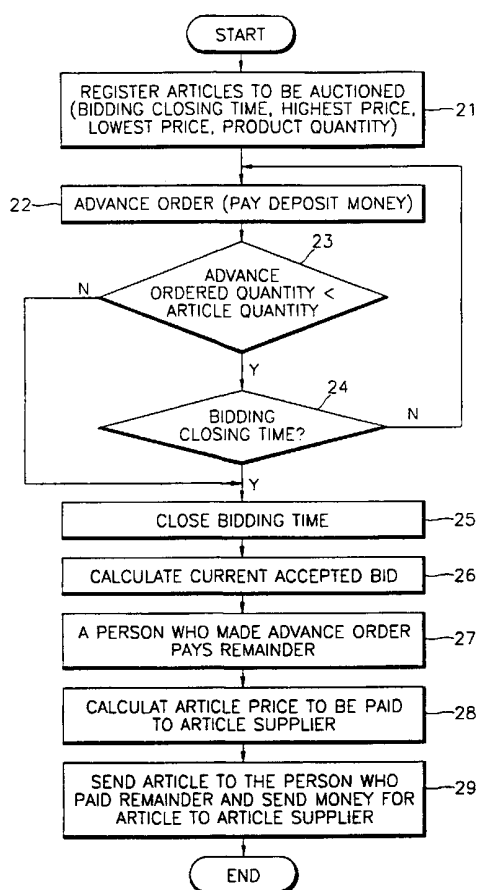 START
REGISTER ARTICLES TO BE AUCTIONED
(BIDDING CLOSING TIME, HIGHEST PRICE,
LOWEST PRICE, PRODUCT QUANTITY)
21
22
ADVANCE ORDER (PAY DEPOSIT MONEY)
23
N
ADVANCE
ORDERED QUANTITY <
ARTICLE QUANTITY
Y
24
N
BIDDING
CLOSING TIME?
Y
CLOSE BIDDING TIME
25
CALCULATE CURRENT ACCEPTED BID
26
A PERSON WHO MADE ADVANCE ORDER
PAYS REMAINDER
27
CALCULAT ARTICLE PRICE TO BE PAID
TO ARTICLE SUPPLIER
28
SEND ARTICLE TO THE PERSON WHO
PAID REMAINDER AND SEND MONEY FOR
ARTICLE TO ARTICLE SUPPLIER
29
END